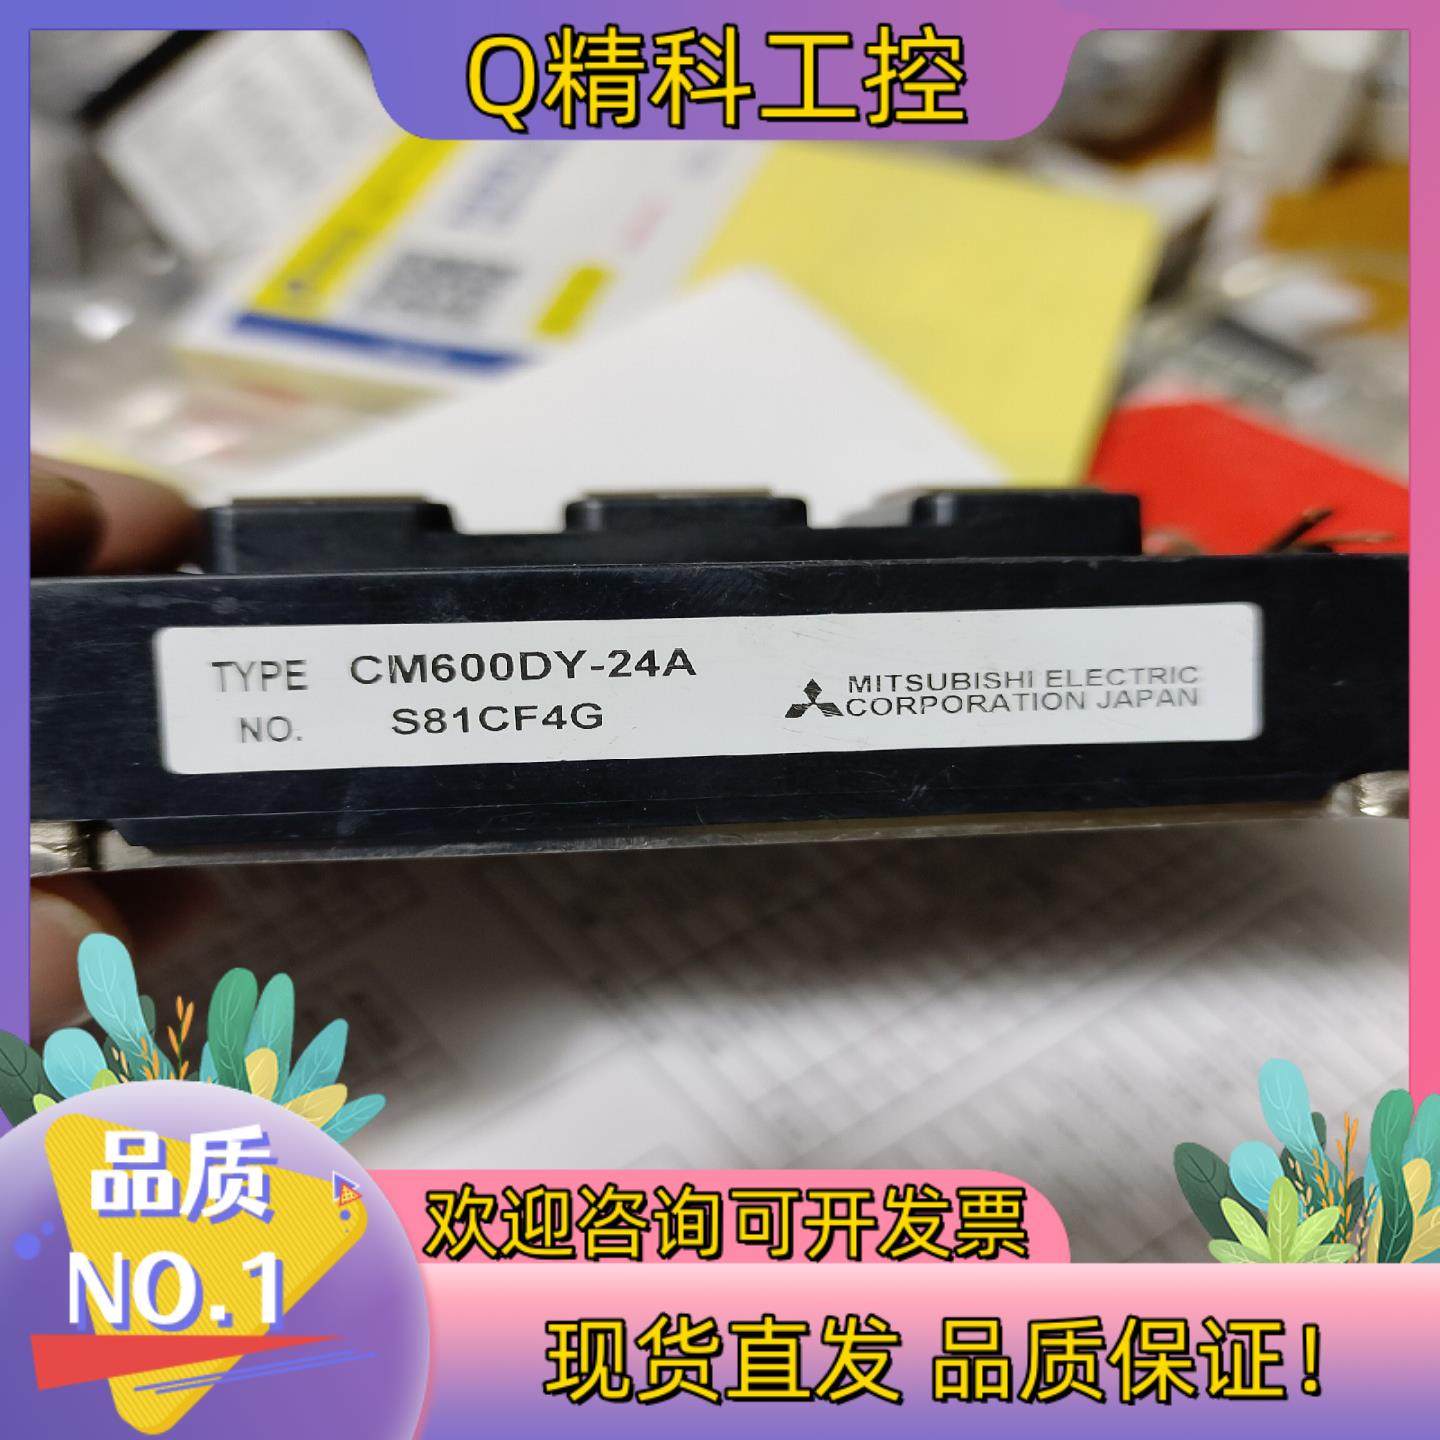 Q精科工控
TYPE CM600DY-24A
NO. S81CF4G
MITSUBISHI ELECTRIC
CORPORATION JAPAN
品质
NO.1
欢迎咨询可开发票
现货直发 品质保证!